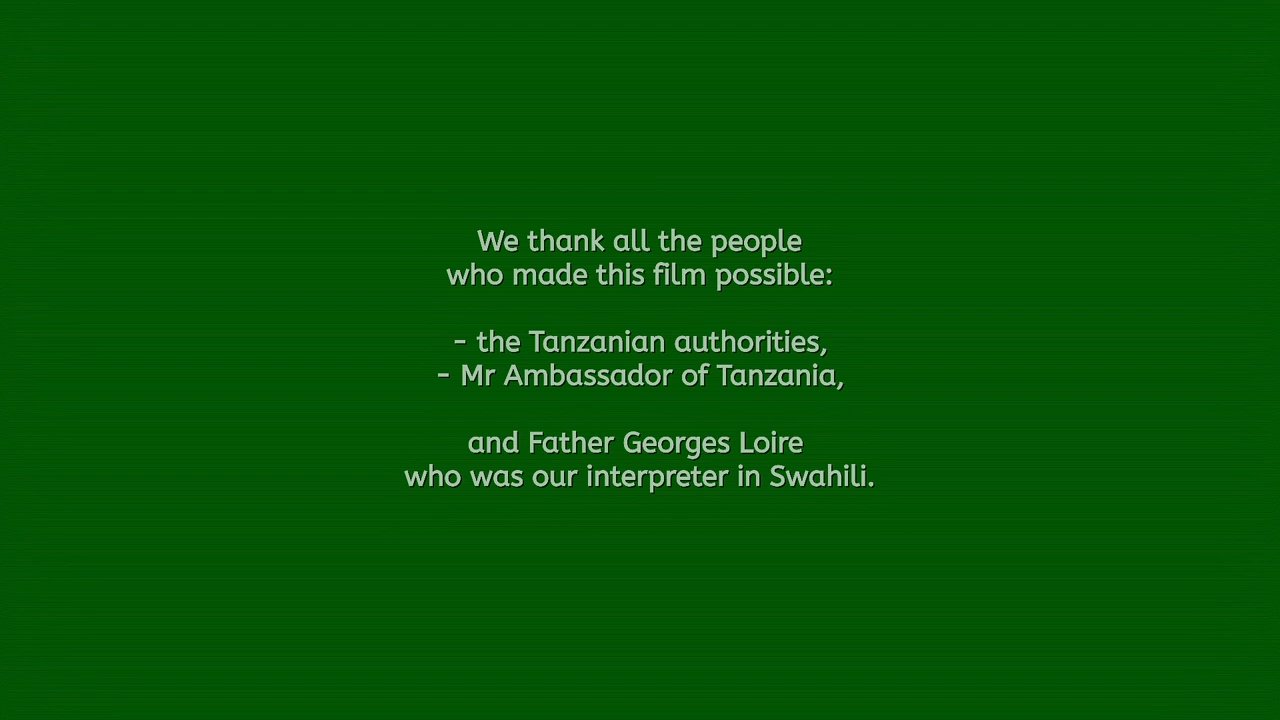 We thank all the people
who made this film possible:
- the Tanzanian authorities,
- Mr Ambassador of Tanzania,
and Father Georges Loire
who was our interpreter in Swahili.